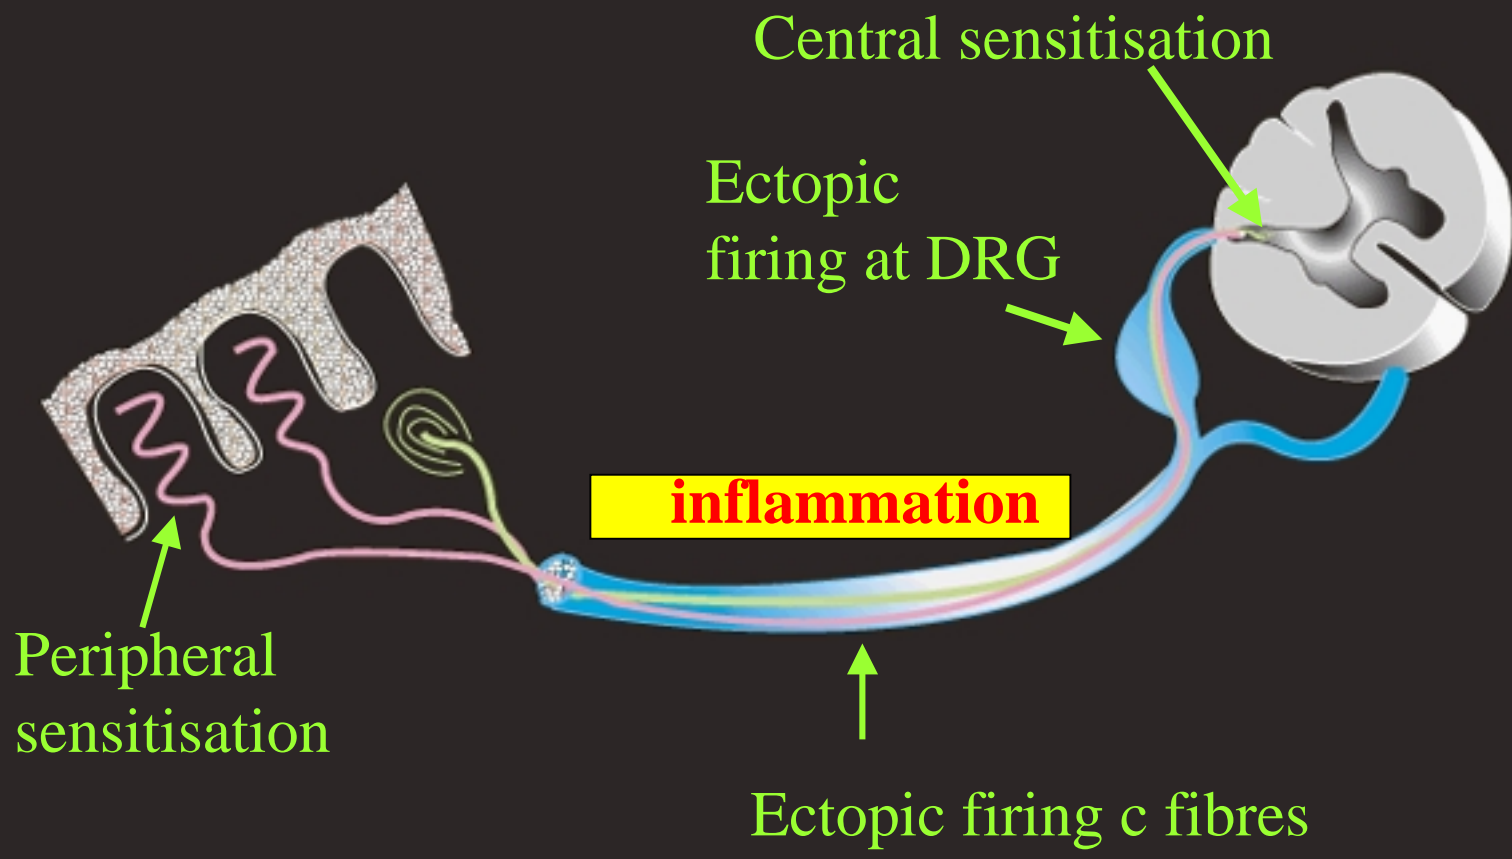 Central sensitisation
Ectopic
firing at DRG
inflammation
Peripheral
sensitisation
Ectopic firing c fibres